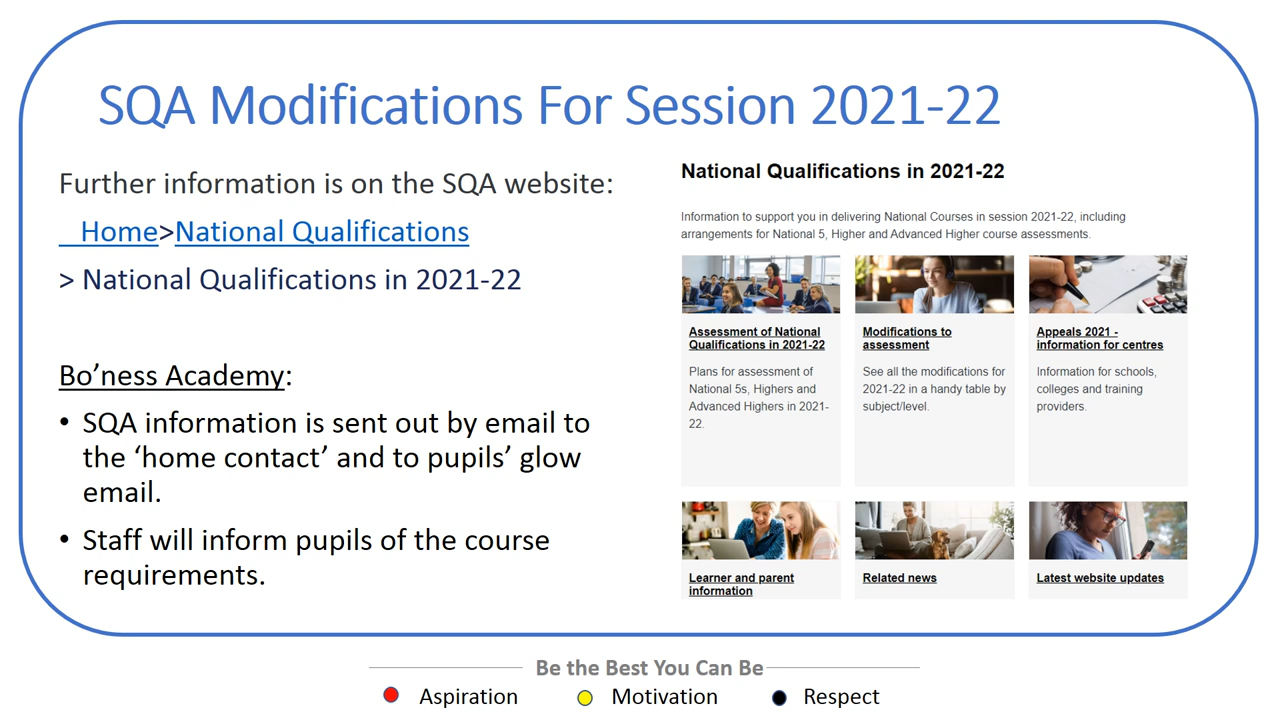 SQA Modifications For Session 2021-22
Further information is on the SQA website:
Home>National Qualifications
> National Qualifications in 2021-22
Bo’ness Academy:
• SQA information is sent out by email to
the ‘home contact’ and to pupils’ glow
email.
• Staff will inform pupils of the course
requirements.
National Qualifications in 2021-22
Information to support you in delivering National Courses in session 2021-22, including
arrangements for National 5, Higher and Advanced Higher course assessments.
Assessment of National
Qualifications in 2021-22
Plans for assessment of
National 5s, Highers and
Advanced Highers in 2021-
22.
Modifications to
assessment
See all the modifications for
2021-22 in a handy table by
subject/level.
Appeals 2021 -
information for centres
Information for schools,
colleges and training
providers.
Learner and parent
information
Related news
Latest website updates
Be the Best You Can Be
Aspiration
Motivation
Respect